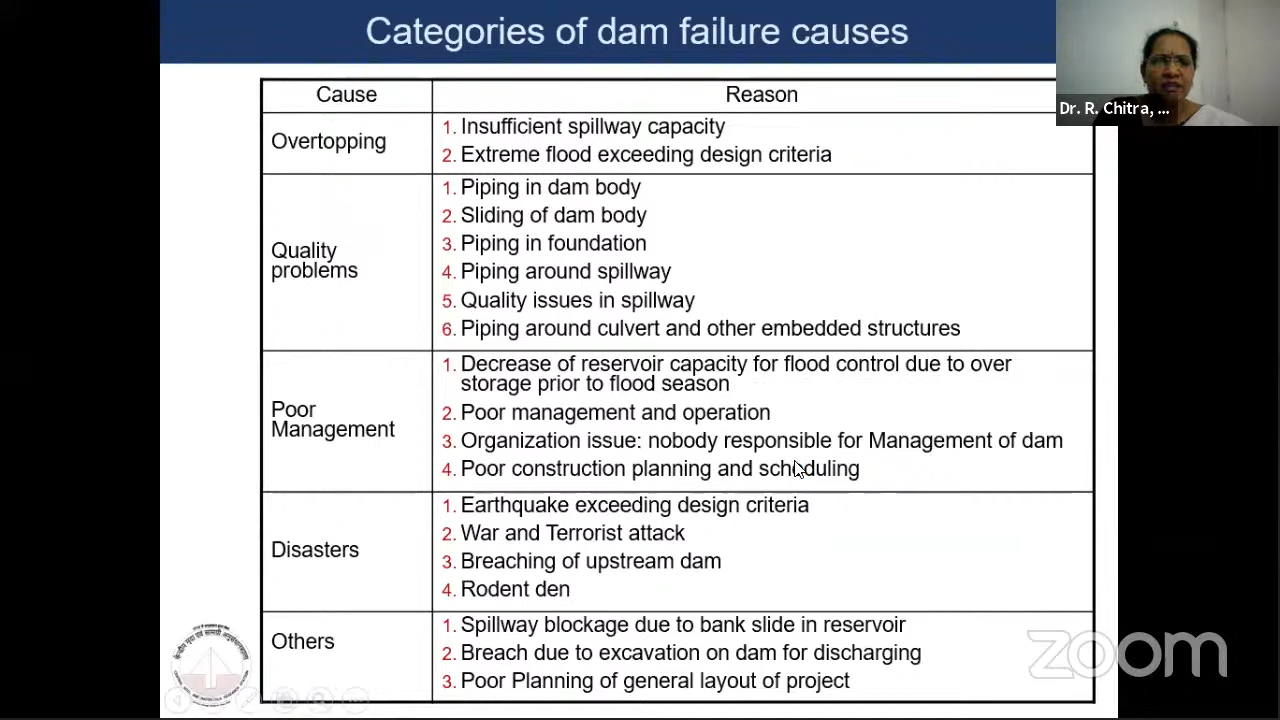 Categories of dam failure causes
Dr. R. Chitra, ...
Cause Reason
Overtopping
1. Insufficient spillway capacity
2. Extreme flood exceeding design criteria
Quality
problems
1. Piping in dam body
2. Sliding of dam body
3. Piping in foundation
4. Piping around spillway
5. Quality issues in spillway
6. Piping around culvert and other embedded structures
Poor
Management
1. Decrease of reservoir capacity for flood control due to over
storage prior to flood season
2. Poor management and operation
3. Organization issue: nobody responsible for Management of dam
4. Poor construction planning and scheduling
Disasters
1. Earthquake exceeding design criteria
2. War and Terrorist attack
3. Breaching of upstream dam
4. Rodent den
Others
1. Spillway blockage due to bank slide in reservoir
2. Breach due to excavation on dam for discharging
3. Poor Planning of general layout of project
zoom